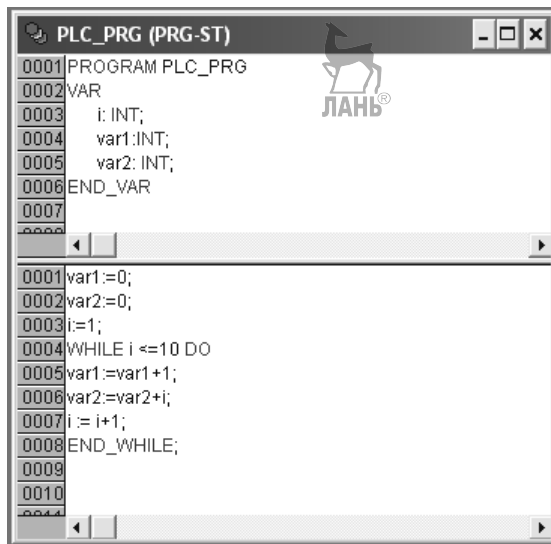 PLC_PRG (PRG-ST)
ЛАНЬ®
0001 PROGRAM PLC_PRG
0002 VAR
0003 i: INT;
0004 var1:INT;
0005 var2: INT;
0006 END_VAR
0007
0001 var1:=0;
0002 var2:=0;
0003 i:=1;
0004 WHILE i <=10 DO
0005 var1:=var1+1;
0006 var2:=var2+i;
0007 i := i+1;
0008 END_WHILE;
0009
0010